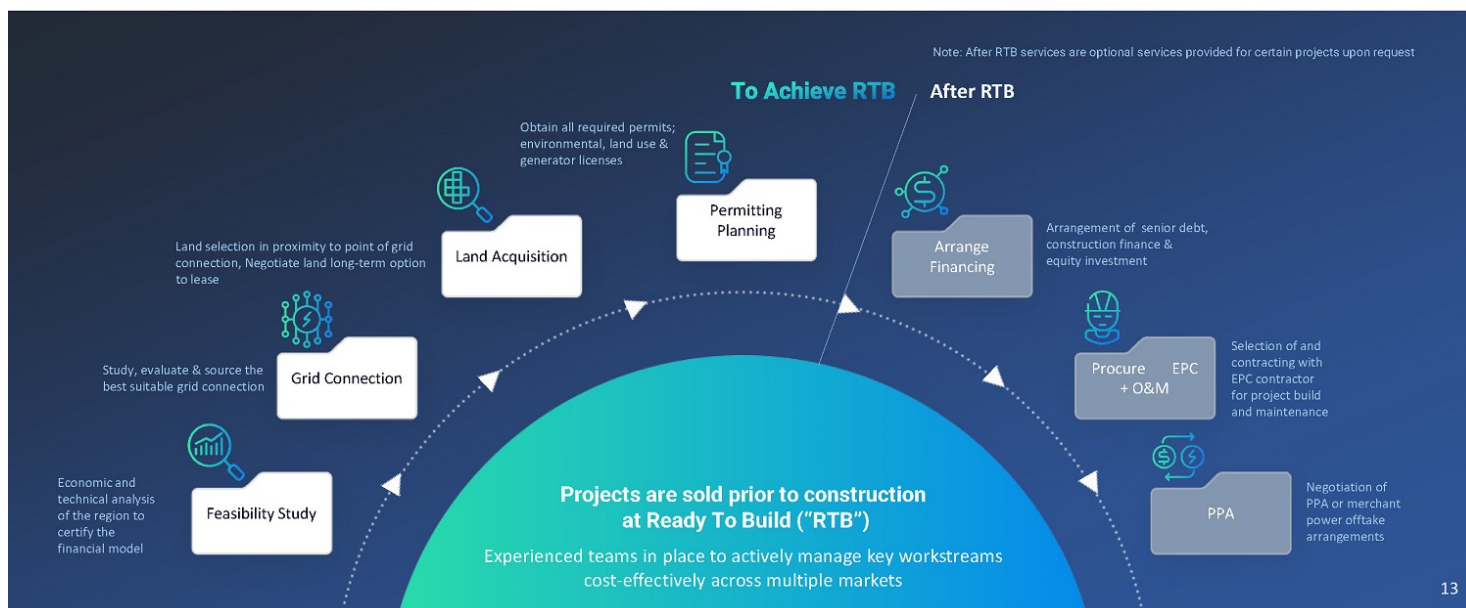 Note: After RTB services are optional services provided for certain projects upon request
To Achieve RTB
After RTB
Obtain all required permits;
environmental, land use &
generator licenses
Permitting
Planning
Land selection in proximity to point of grid
connection, Negotiate land long-term option
to lease
Land Acquisition
Arrange
Financing
Arrangement of senior debt,
construction finance &
equity investment
Study, evaluate & source the
best suitable grid connection
Grid Connection
Procure EPC
+ O&M
Selection of and
contracting with
EPC contractor
for project build
and maintenance
Economic and
technical analysis
of the region to
certify the
financial model
Feasibility Study
PPA
Negotiation of
PPA or merchant
power offtake
arrangements
Projects are sold prior to construction
at Ready To Build (“RTB”)
Experienced teams in place to actively manage key workstreams
cost-effectively across multiple markets
13